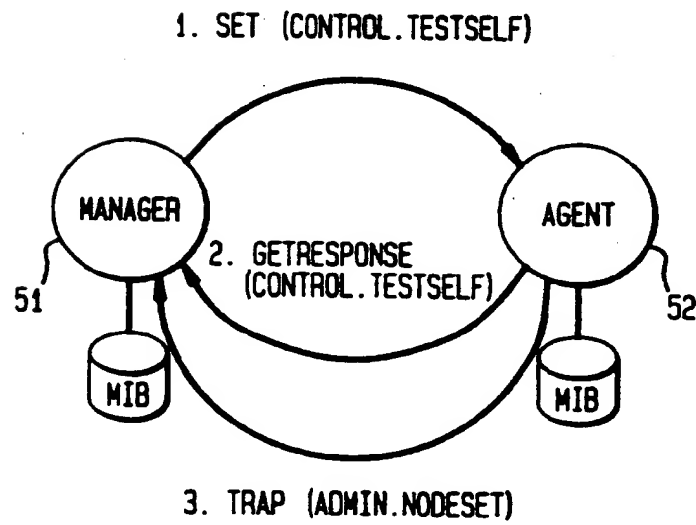 1. SET (CONTROL.TESTSELF)
MANAGER
AGENT
2. GETRESPONSE
(CONTROL.TESTSELF)
51
52
MIB
MIB
3. TRAP (ADMIN.NODESET)